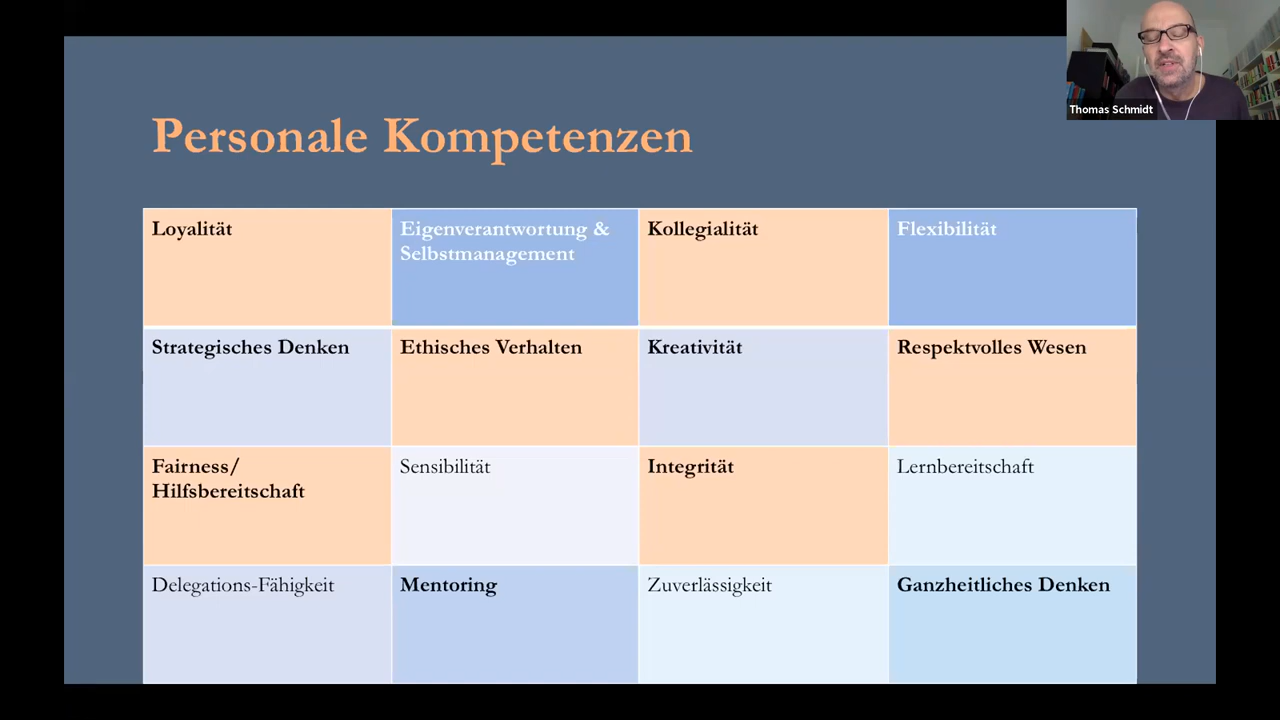 Thomas Schmidt
Personale Kompetenzen
Loyalität
Eigenverantwortung &
Selbstmanagement
Kollegialität
Flexibilität
Strategisches Denken
Ethisches Verhalten
Kreativität
Respektvolles Wesen
Fairness/
Hilfsbereitschaft
Sensibilität
Integrität
Lernbereitschaft
Delegations-Fähigkeit
Mentoring
Zuverlässigkeit
Ganzheitliches Denken